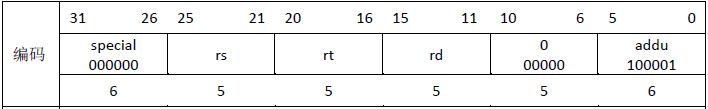 31 26 25 21 20 16 15 11 10 6 5 0
编码 special rs rt rd 0 addu
000000 00000 100001
6 5 5 5 5 6